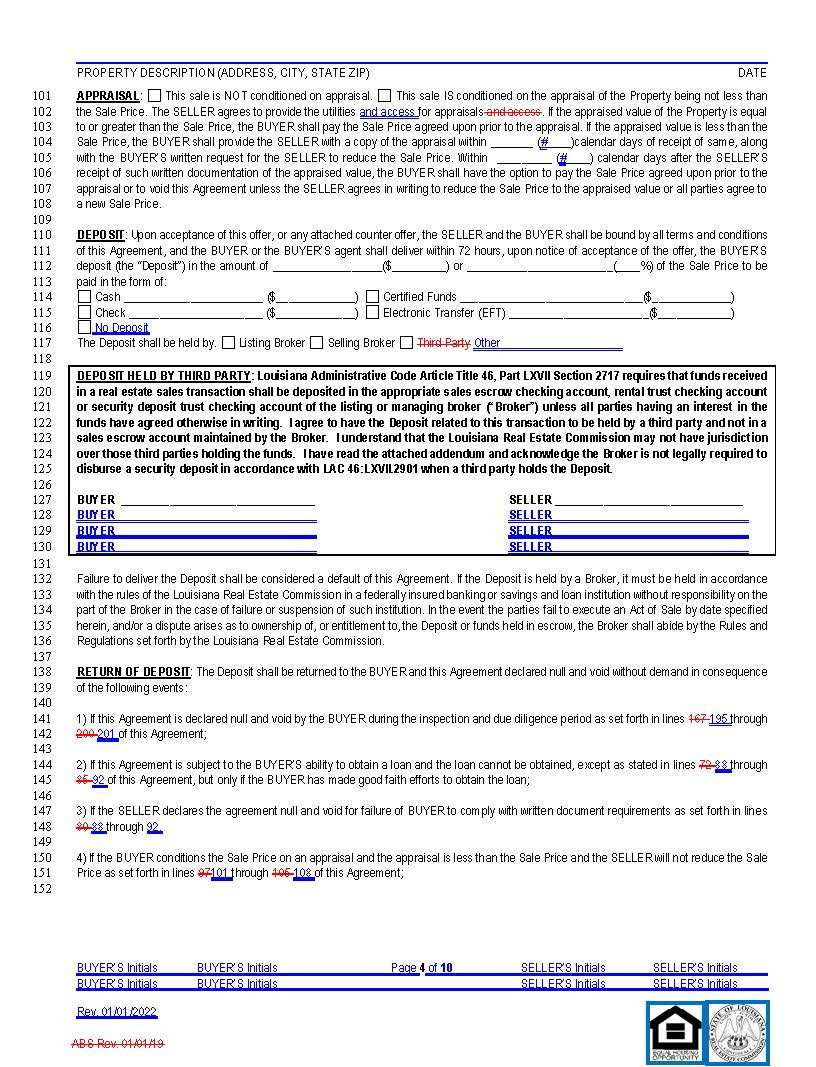 PROPERTY DESCRIPTION (ADDRESS, CITY, STATE ZIP) DATE
101 APPRAISAL: ☐ This sale is NOT conditioned on appraisal. ☐ This sale IS conditioned on the appraisal of the Property being not less than
102 the Sale Price. The SELLER agrees to provide the utilities and access for appraisals and access. If the appraised value of the Property is equal
103 to or greater than the Sale Price, the BUYER shall pay the Sale Price agreed upon prior to the appraisal. If the appraised value is less than the
104 Sale Price, the BUYER shall provide the SELLER with a copy of the appraisal within ______ (#___)calendar days of receipt of same, along
105 with the BUYER'S written request for the SELLER to reduce the Sale Price. Within ________ (#___) calendar days after the SELLER'S
106 receipt of such written documentation of the appraised value, the BUYER shall have the option to pay the Sale Price agreed upon prior to the
107 appraisal or to void this Agreement unless the SELLER agrees in writing to reduce the Sale Price to the appraised value or all parties agree to
108 a new Sale Price.
109
110 DEPOSIT: Upon acceptance of this offer, or any attached counter offer, the SELLER and the BUYER shall be bound by all terms and conditions
111 of this Agreement, and the BUYER or the BUYER'S agent shall deliver within 72 hours, upon notice of acceptance of the offer, the BUYER'S
112 deposit (the “Deposit”) in the amount of ________________($________) or _____________________(___%) of the Sale Price to be
113 paid in the form of:
114 ☐ Cash ____________________ ($___________) ☐ Certified Funds __________________________($___________)
115 ☐ Check ___________________ ($___________) ☐ Electronic Transfer (EFT) ____________________($___________)
116 ☐ No Deposit
117 The Deposit shall be held by. ☐ Listing Broker ☐ Selling Broker ☐ Third Party Other______________________
118
119 DEPOSIT HELD BY THIRD PARTY: Louisiana Administrative Code Article Title 46, Part LXVII Section 2717 requires that funds received
120 in a real estate sales transaction shall be deposited in the appropriate sales escrow checking account, rental trust checking account
121 or security deposit trust checking account of the listing or managing broker (“Broker”) unless all parties having an interest in the
122 funds have agreed otherwise in writing. I agree to have the Deposit related to this transaction to be held by a third party and not in a
123 sales escrow account maintained by the Broker. I understand that the Louisiana Real Estate Commission may not have jurisdiction
124 over those third parties holding the funds. I have read the attached addendum and acknowledge the Broker is not legally required to
125 disburse a security deposit in accordance with LAC 46:LXVII.2901 when a third party holds the Deposit.
126
127 BUYER ____________________________ SELLER ___________________________
128 BUYER____________________________ SELLER____________________________
129 BUYER____________________________ SELLER____________________________
130 BUYER____________________________ SELLER____________________________
131
132 Failure to deliver the Deposit shall be considered a default of this Agreement. If the Deposit is held by a Broker, it must be held in accordance
133 with the rules of the Louisiana Real Estate Commission in a federally insured banking or savings and loan institution without responsibility on the
134 part of the Broker in the case of failure or suspension of such institution. In the event the parties fail to execute an Act of Sale by date specified
135 herein, and/or a dispute arises as to ownership of, or entitlement to, the Deposit or funds held in escrow, the Broker shall abide by the Rules and
136 Regulations set forth by the Louisiana Real Estate Commission.
137
138 RETURN OF DEPOSIT: The Deposit shall be returned to the BUYER and this Agreement declared null and void without demand in consequence
139 of the following events:
140
141 1) If this Agreement is declared null and void by the BUYER during the inspection and due diligence period as set forth in lines 167 195 through
142 200 201 of this Agreement;
143
144 2) If this Agreement is subject to the BUYER'S ability to obtain a loan and the loan cannot be obtained, except as stated in lines 72 88 through
145 85 92 of this Agreement, but only if the BUYER has made good faith efforts to obtain the loan;
146
147 3) If the SELLER declares the agreement null and void for failure of BUYER to comply with written document requirements as set forth in lines
148 80 88 through 92.
149
150 4) If the BUYER conditions the Sale Price on an appraisal and the appraisal is less than the Sale Price and the SELLER will not reduce the Sale
151 Price as set forth in lines 97 101 through 105 108 of this Agreement;
152
BUYER'S Initials BUYER'S Initials Page 4 of 10 SELLER'S Initials SELLER'S Initials
BUYER'S Initials BUYER'S Initials SELLER'S Initials SELLER'S Initials
Rev. 01/01/2022
ABS Rev. 01/01/19
EQUAL HOUSING
OPPORTUNITY
STATE OF LOUISIANA